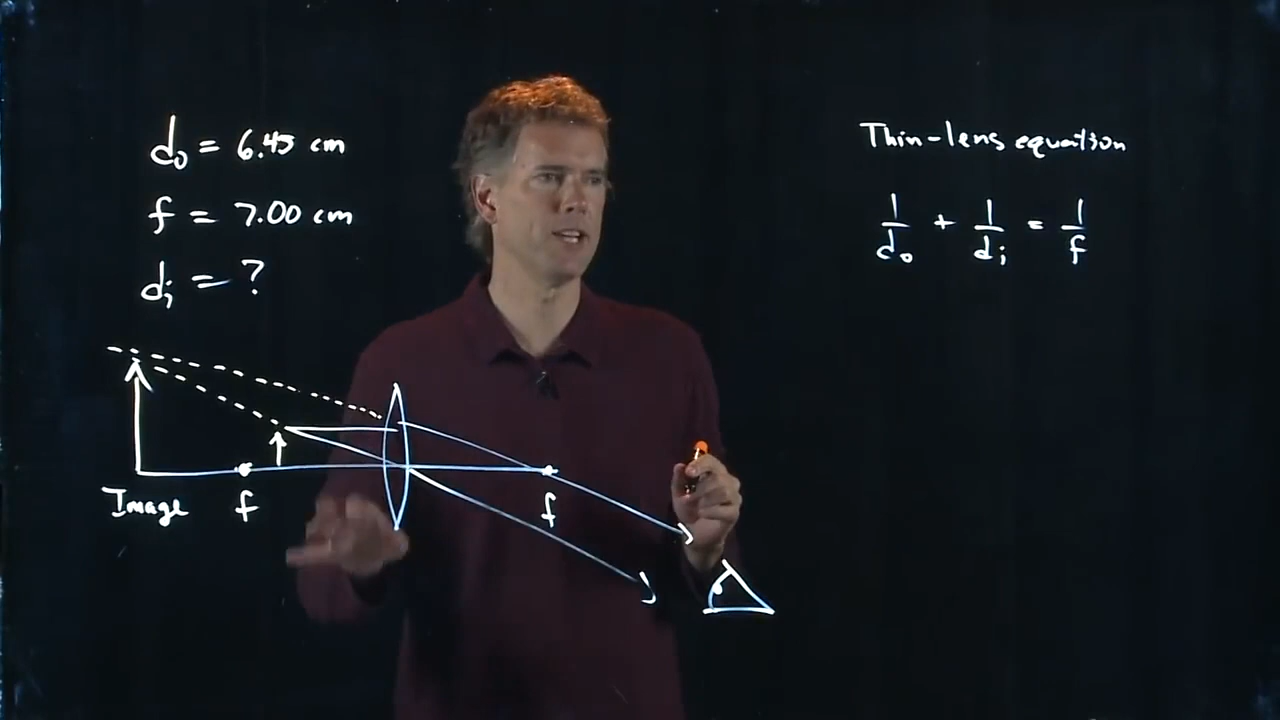 d₀ = 6.45 cm
f = 7.00 cm
dᵢ = ?
Image
f
f
Thin-lens equation
1/d₀ + 1/dᵢ = 1/f